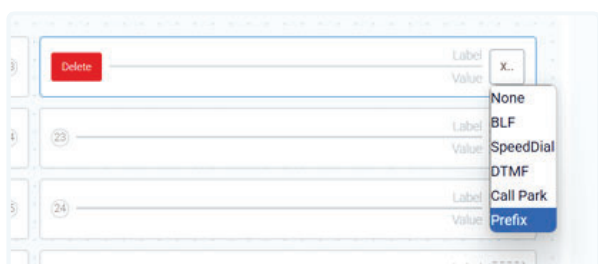 Delete
Label
Value
X..
None
BLF
SpeedDial
DTMF
Call Park
Prefix
23
Label
Value
24
Label
Value